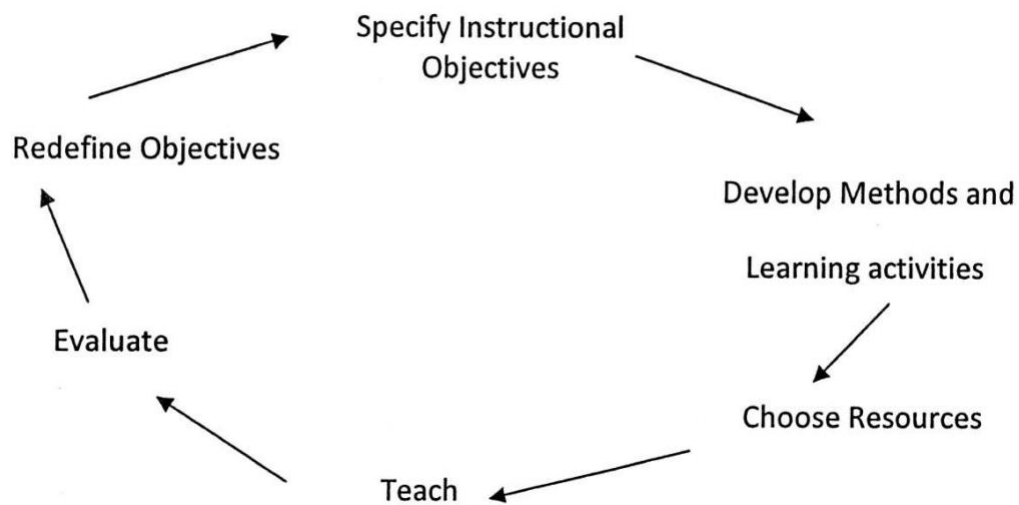 Specify Instructional
Objectives
Redefine Objectives
Develop Methods and
Learning activities
Evaluate
Choose Resources
Teach